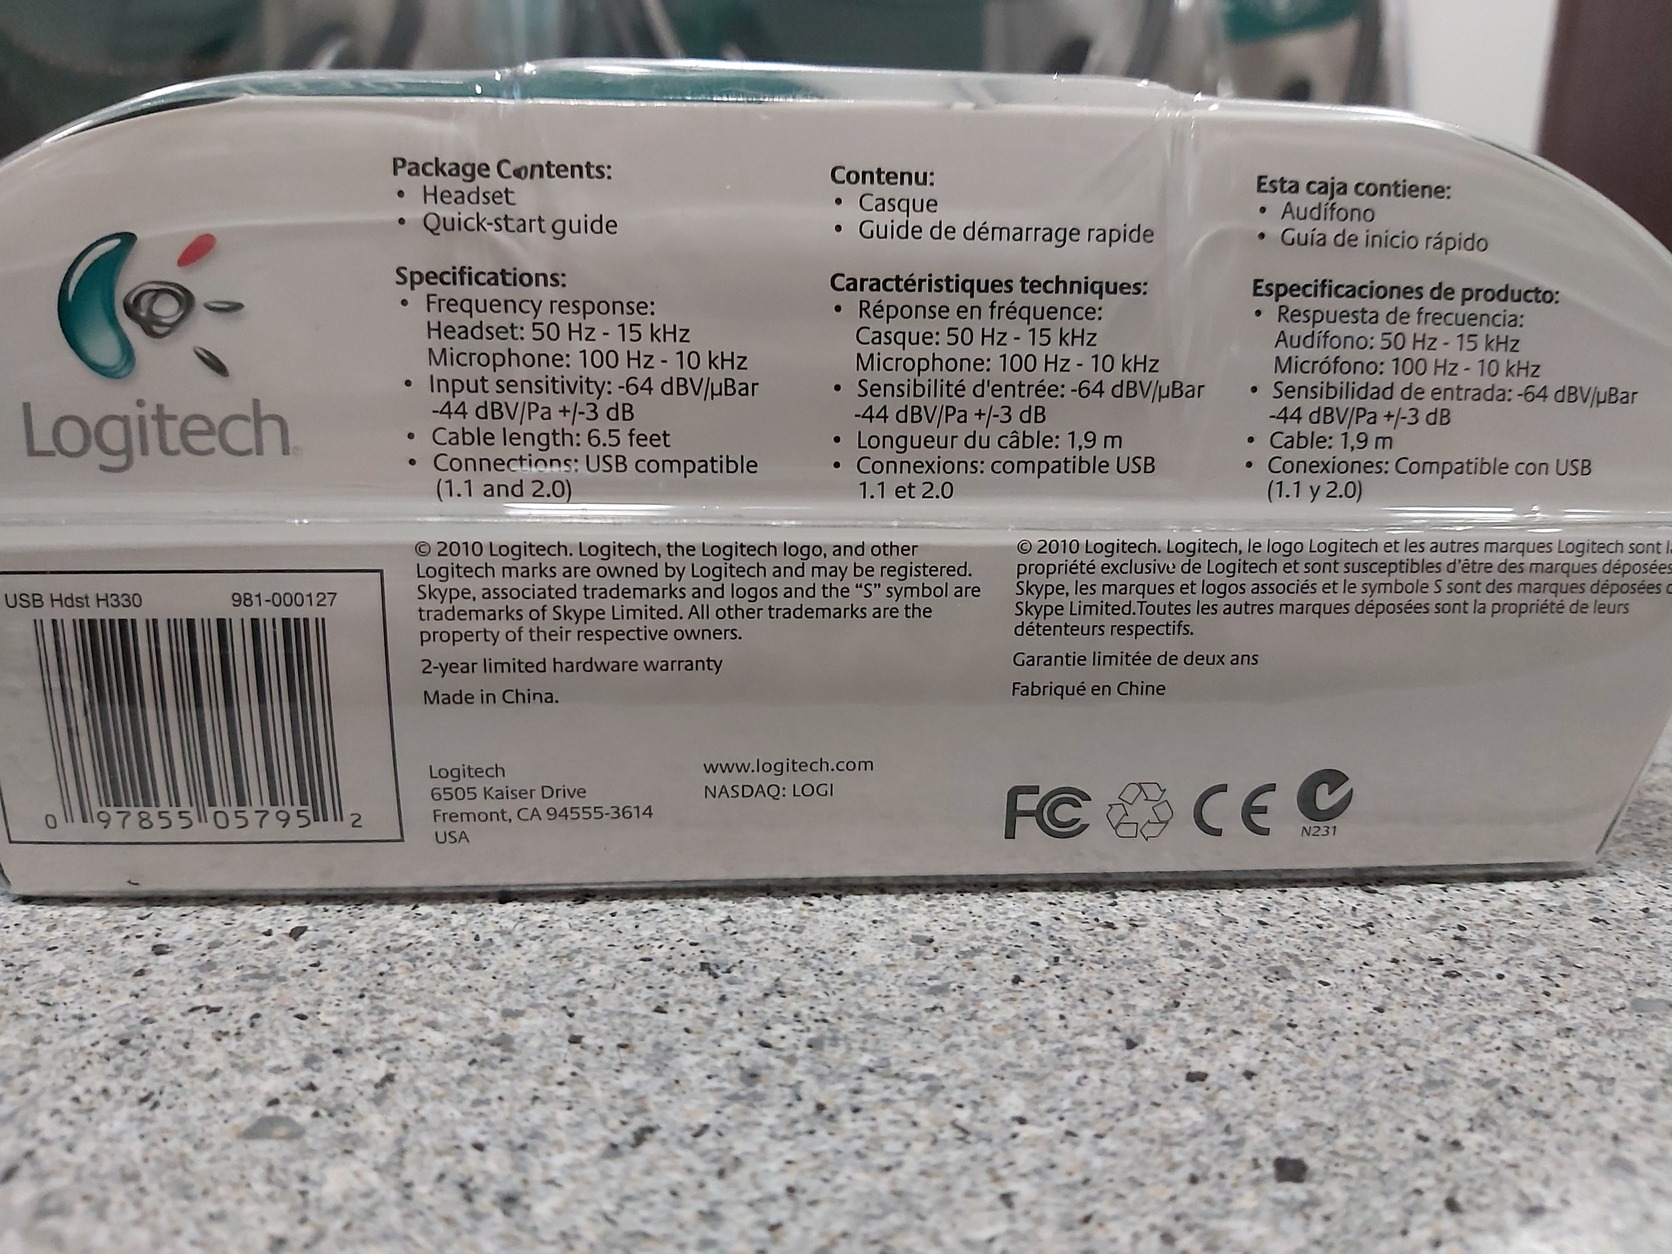 Package Contents:
• Headset
• Quick-start guide
Specifications:
• Frequency response:
Headset: 50 Hz - 15 kHz
Microphone: 100 Hz - 10 kHz
• Input sensitivity: -64 dBV/µBar
-44 dBV/Pa +/-3 dB
• Cable length: 6.5 feet
• Connections: USB compatible
(1.1 and 2.0)
Contenu:
• Casque
• Guide de démarrage rapide
Caractéristiques techniques:
• Réponse en fréquence:
Casque: 50 Hz - 15 kHz
Microphone: 100 Hz - 10 kHz
• Sensibilité d'entrée: -64 dBV/µBar
-44 dBV/Pa +/-3 dB
• Longueur du câble: 1,9 m
• Connexions: compatible USB
1.1 et 2.0
Esta caja contiene:
• Audífono
• Guía de inicio rápido
Especificaciones de producto:
• Respuesta de frecuencia:
Audífono: 50 Hz - 15 kHz
Micrófono: 100 Hz - 10 kHz
• Sensibilidad de entrada: -64 dBV/µBar
-44 dBV/Pa +/-3 dB
• Cable: 1,9 m
• Conexiones: Compatible con USB
(1.1 y 2.0)
Logitech
USB Hdst H330 981-000127
0 97855 05795 2
© 2010 Logitech. Logitech, the Logitech logo, and other
Logitech marks are owned by Logitech and may be registered.
Skype, associated trademarks and logos and the “S” symbol are
trademarks of Skype Limited. All other trademarks are the
property of their respective owners.
2-year limited hardware warranty
Made in China.
© 2010 Logitech. Logitech, le logo Logitech et les autres marques Logitech sont
propriété exclusive de Logitech et sont susceptibles d'être des marques déposées
Skype, les marques et logos associés et le symbole S sont des marques déposées
Skype Limited.Toutes les autres marques déposées sont la propriété de leurs
détenteurs respectifs.
Garantie limitée de deux ans
Fabriqué en Chine
Logitech
6505 Kaiser Drive
Fremont, CA 94555-3614
USA
www.logitech.com
NASDAQ: LOGI
FC CE
N231